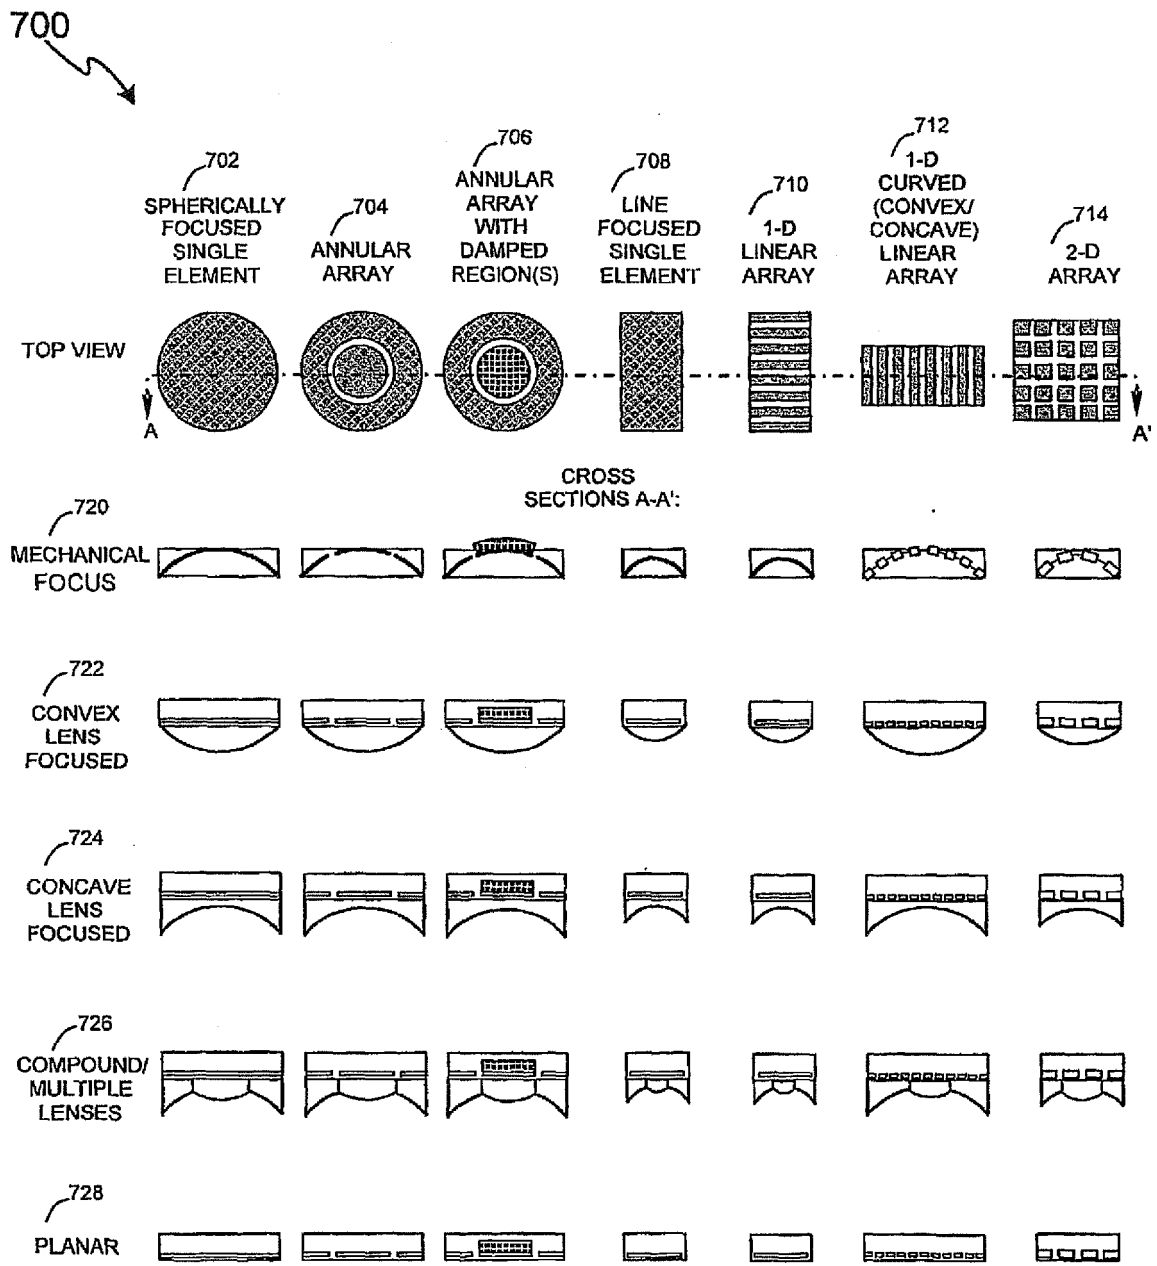 700
702
SPHERICALLY
FOCUSED
SINGLE
ELEMENT
704
ANNULAR
ARRAY
706
ANNULAR
ARRAY
WITH
DAMPED
REGION(S)
708
LINE
FOCUSED
SINGLE
ELEMENT
710
1-D
LINEAR
ARRAY
712
1-D
CURVED
(CONVEX/
CONCAVE)
LINEAR
ARRAY
714
2-D
ARRAY
TOP VIEW
A
A'
CROSS
SECTIONS A-A':
720
MECHANICAL
FOCUS
722
CONVEX
LENS
FOCUSED
724
CONCAVE
LENS
FOCUSED
726
COMPOUND/
MULTIPLE
LENSES
728
PLANAR